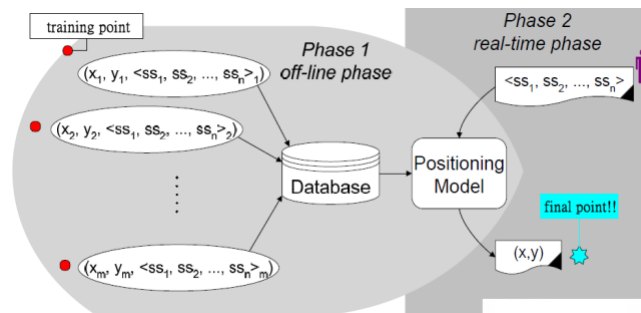 training point
Phase 1
off-line phase
Phase 2
real-time phase
(x₁, y₁, <ss₁, ss₂, ..., ssₙ>₁)
(x₂, y₂, <ss₁, ss₂, ..., ssₙ>₂)
(xₘ, yₘ, <ss₁, ss₂, ..., ssₙ>ₘ)
Database
Positioning
Model
<ss₁, ss₂, ..., ssₙ>
final point!!
(x,y)